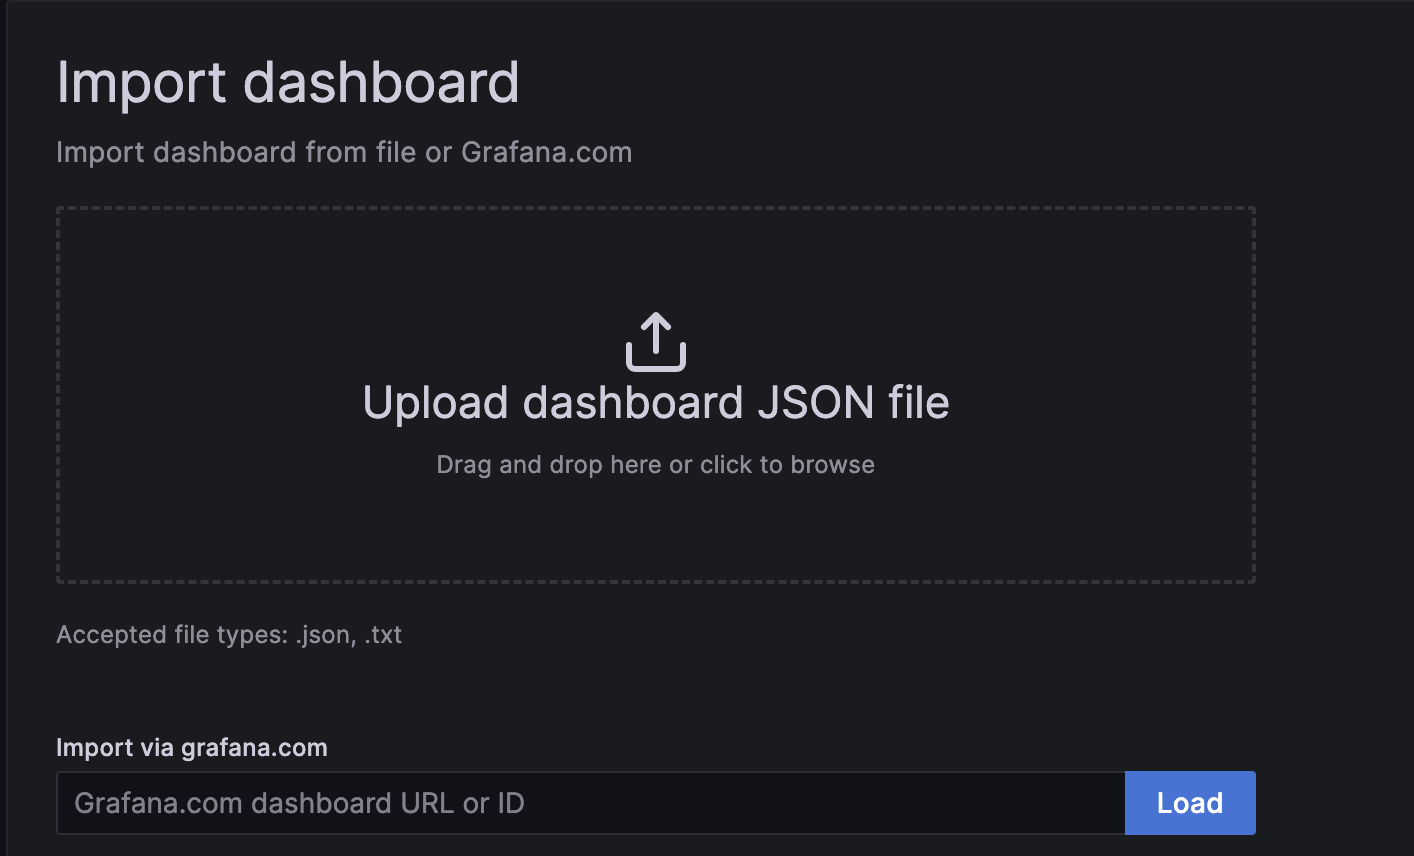 Import dashboard
Import dashboard from file or Grafana.com
Upload dashboard JSON file
Drag and drop here or click to browse
Accepted file types: .json, .txt
Import via grafana.com
Grafana.com dashboard URL or ID
Load